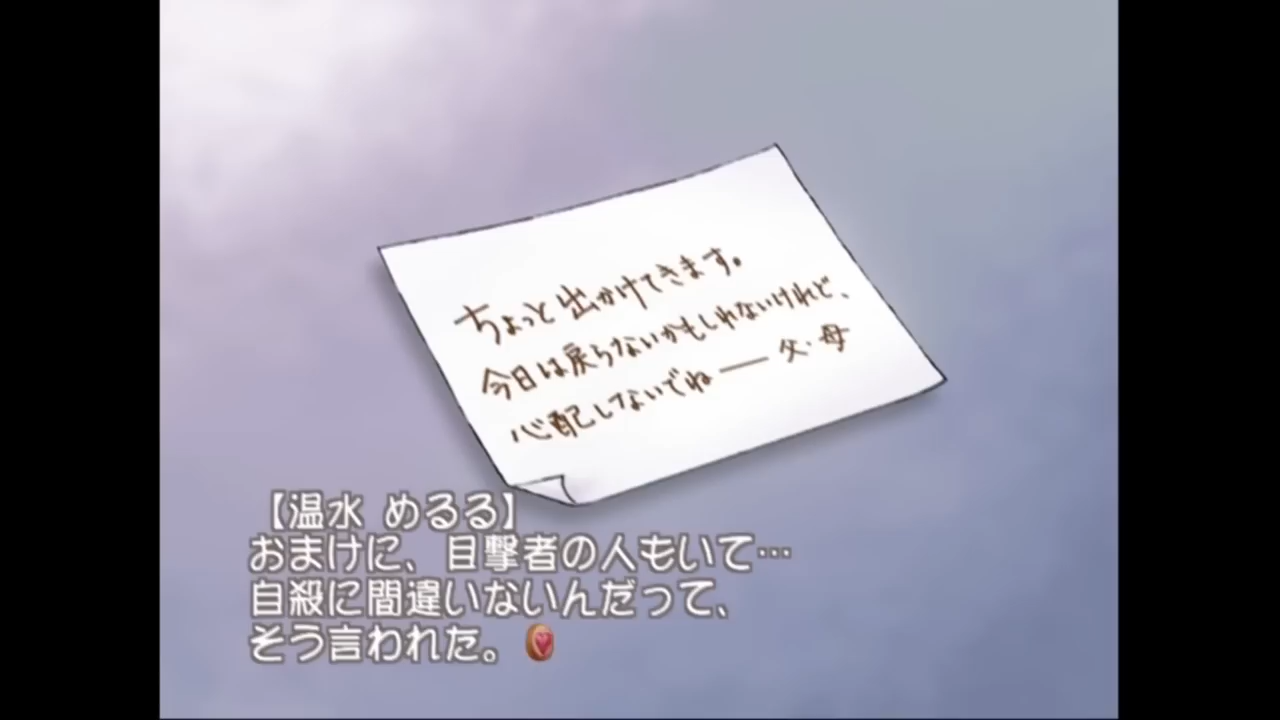 ちょっと出かけてきます。
今日は戻らないかもしれないけれど、
心配しないでね――父・母
【温水 めるる】
おまけに、目撃者の人もいて…
自殺に間違いないんだって、
そう言われた。